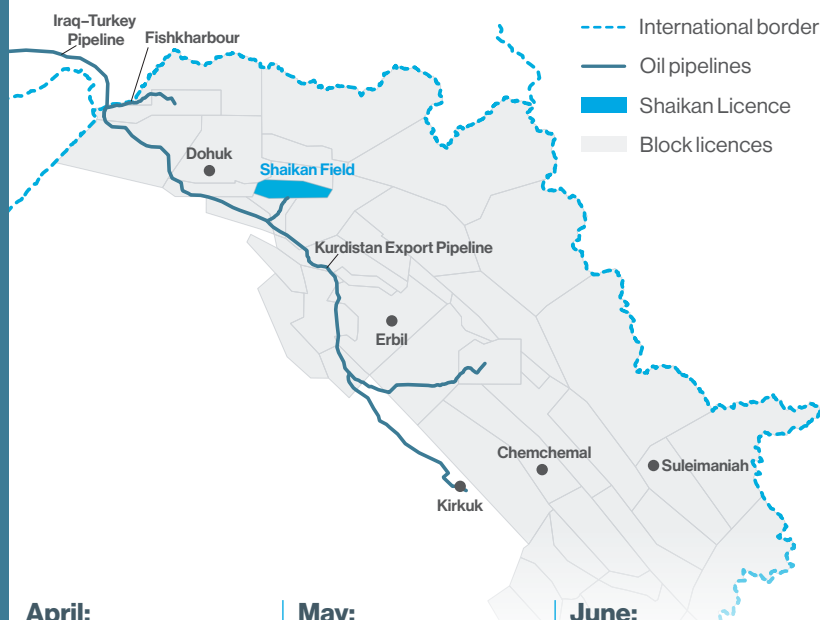 Iraq–Turkey
Pipeline
Fishkharbour
International border
Oil pipelines
Shaikan Licence
Block licences
Dohuk
Shaikan Field
Kurdistan Export Pipeline
Erbil
Chemchemal
Suleimaniah
Kirkuk
April:
May:
June: